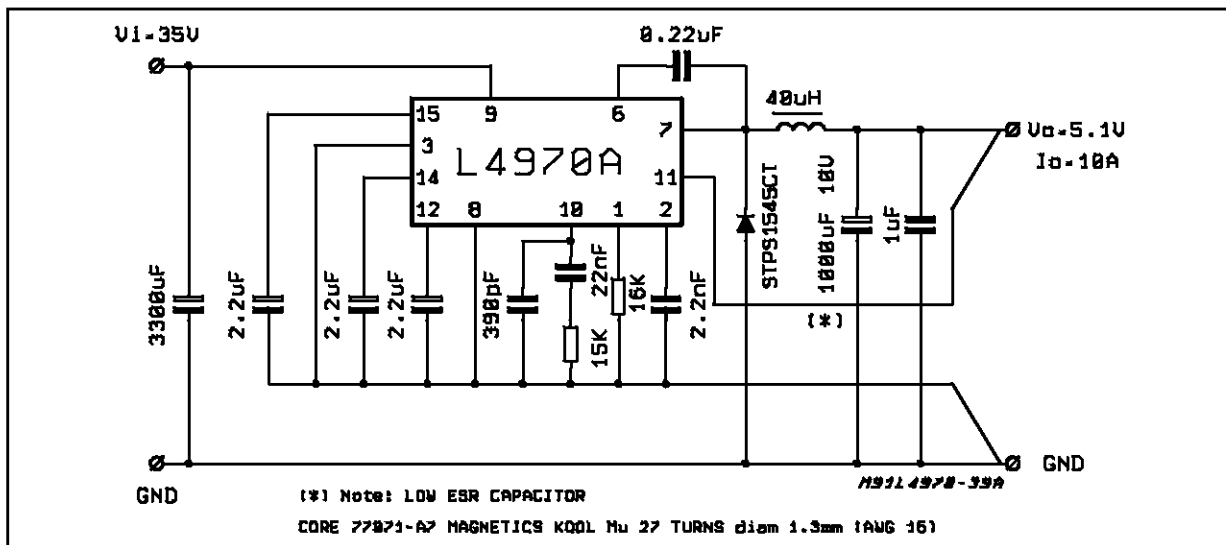 Vi=35V
0.22uF
40uH
15
9
6
7
3
L4970A
14
11
12
8
10
1
2
Vo=5.1V
Io=10A
3300uF
2.2uF
2.2uF
2.2uF
390pF
22nF
15K
16K
2.2nF
STPS1545CT
1000uF 10V
1uF
(*)
GND
GND
M91L4970-39A
(*) Note: LOW ESR CAPACITOR
CORE 77071-A7 MAGNETICS KOOL Mu 27 TURNS diam 1.3mm (AWG 16)